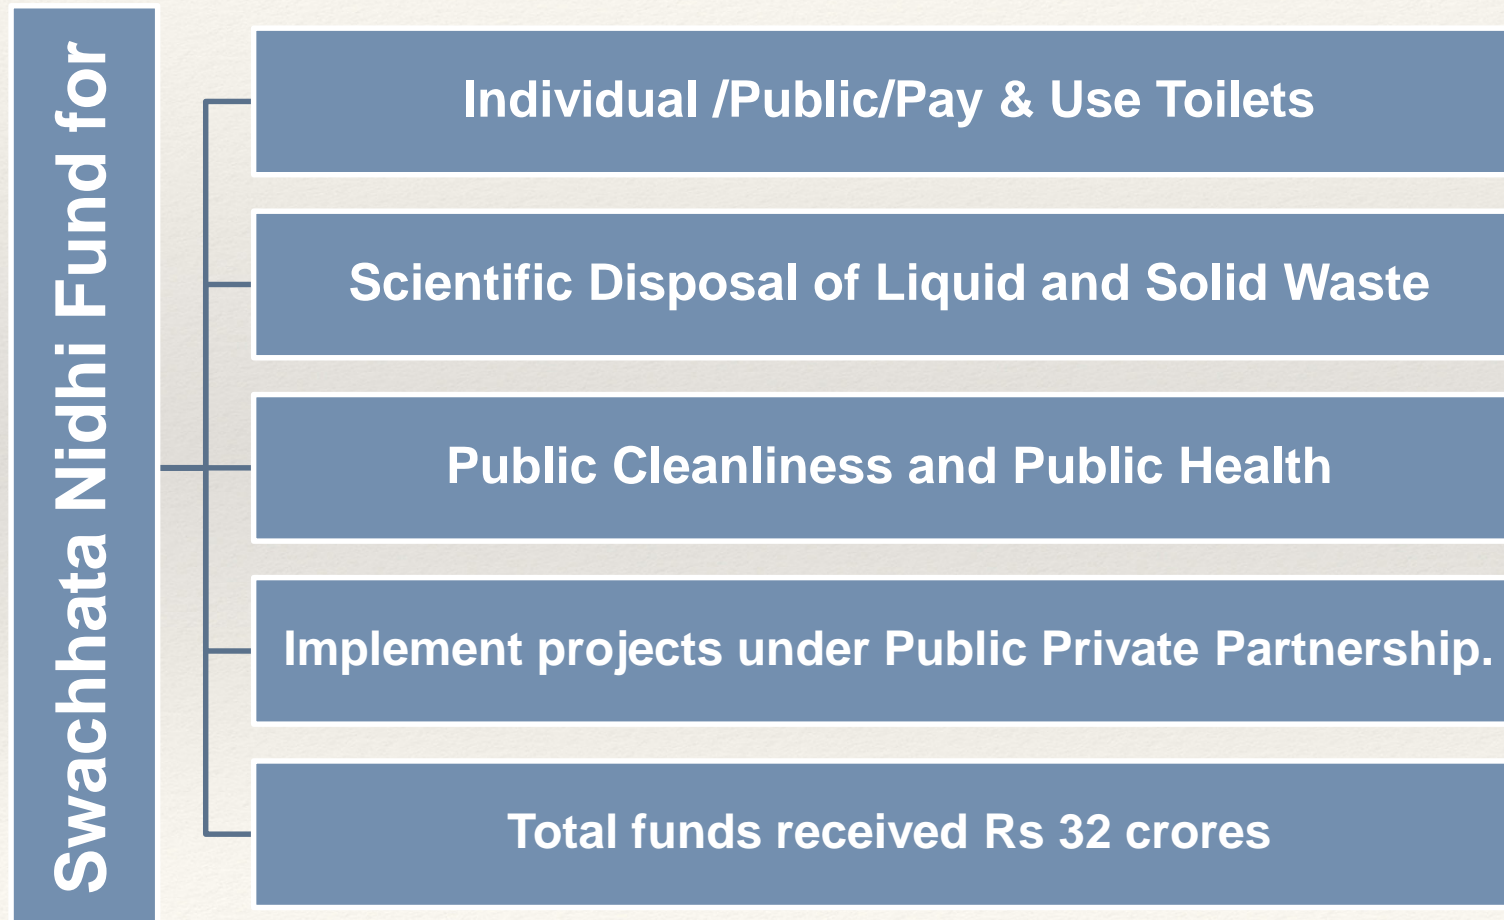 Swachhata Nidhi Fund for
Individual /Public/Pay & Use Toilets
Scientific Disposal of Liquid and Solid Waste
Public Cleanliness and Public Health
Implement projects under Public Private Partnership.
Total funds received Rs 32 crores